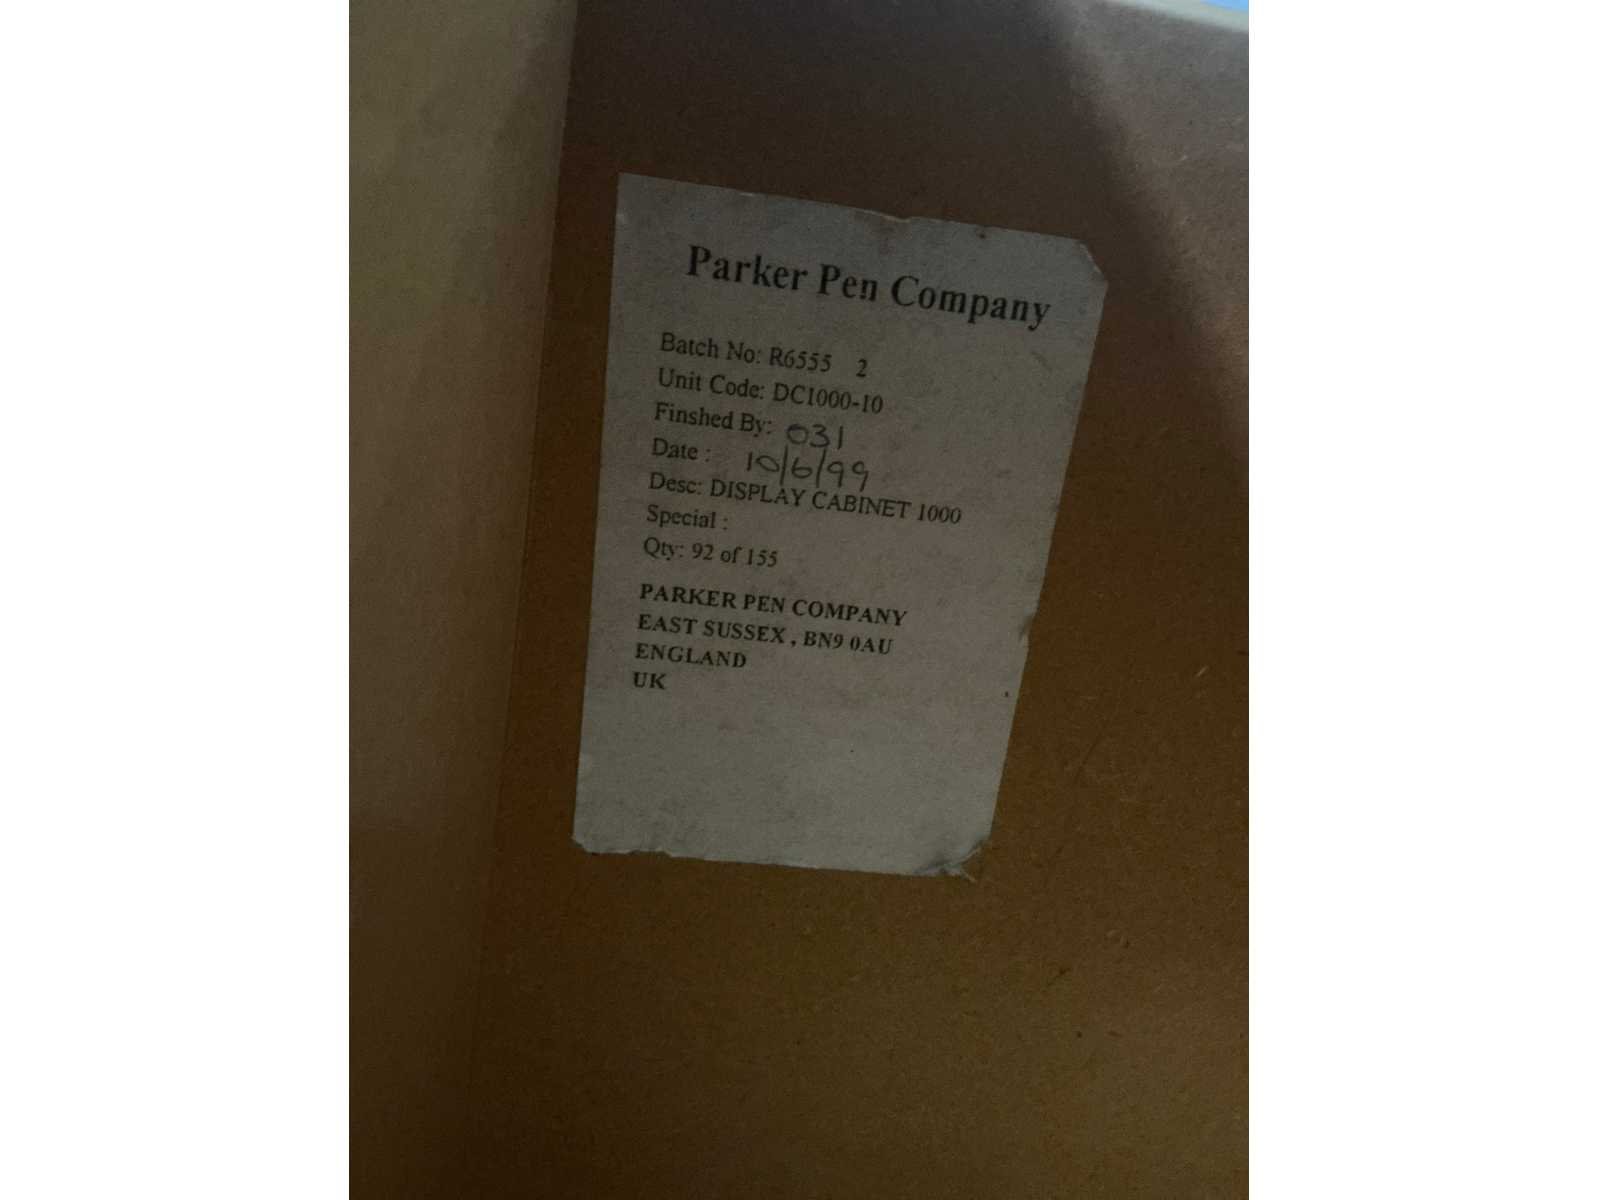 Parker Pen Company
Batch No: R6555 2
Unit Code: DC1000-10
Finshed By: 031
Date : 10/6/99
Desc: DISPLAY CABINET 1000
Special :
Qty: 92 of 155
PARKER PEN COMPANY
EAST SUSSEX , BN9 0AU
ENGLAND
UK